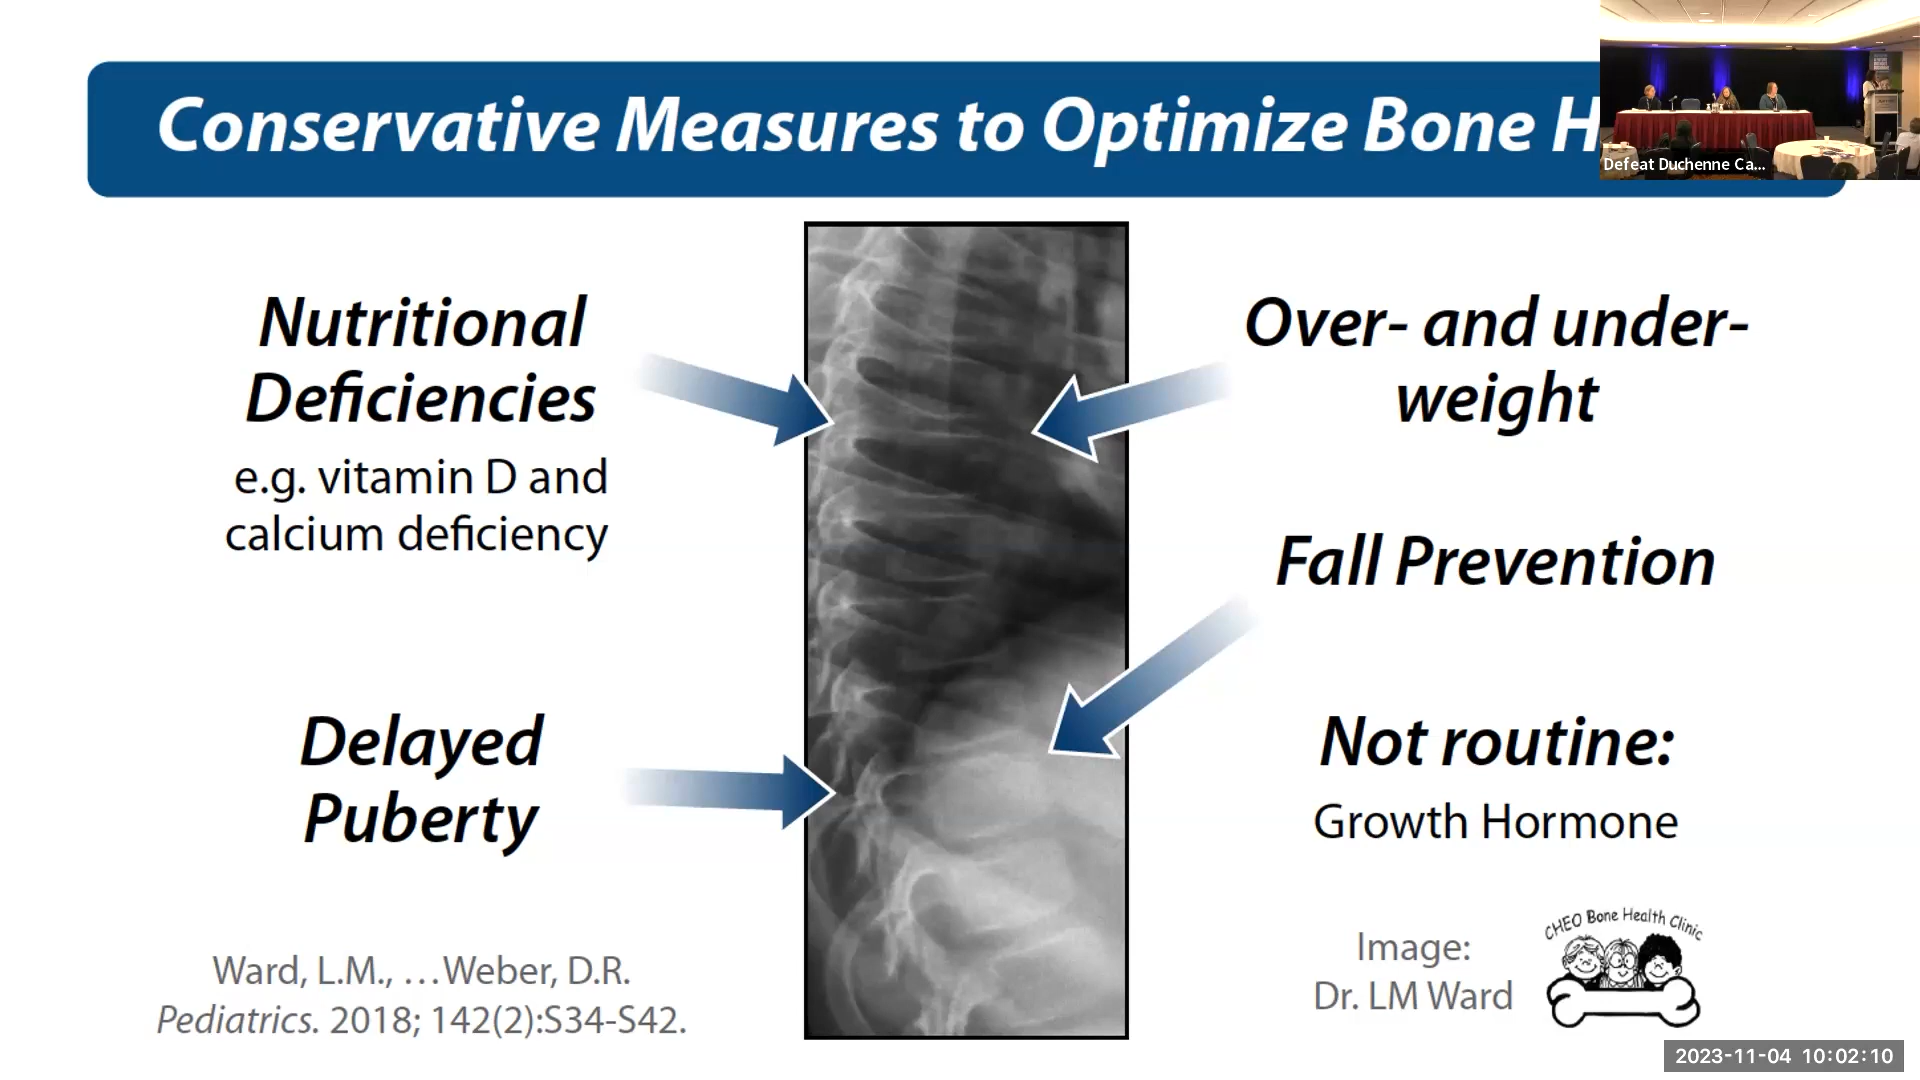 Conservative Measures to Optimize Bone H
Defeat Duchenne Ca...
Nutritional
Deficiencies
e.g. vitamin D and
calcium deficiency
Over- and under-
weight
Fall Prevention
Delayed
Puberty
Not routine:
Growth Hormone
Ward, L.M., …Weber, D.R.
Pediatrics. 2018; 142(2):S34-S42.
Image:
Dr. LM Ward
CHEO Bone Health Clinic
2023-11-04 10:02:10